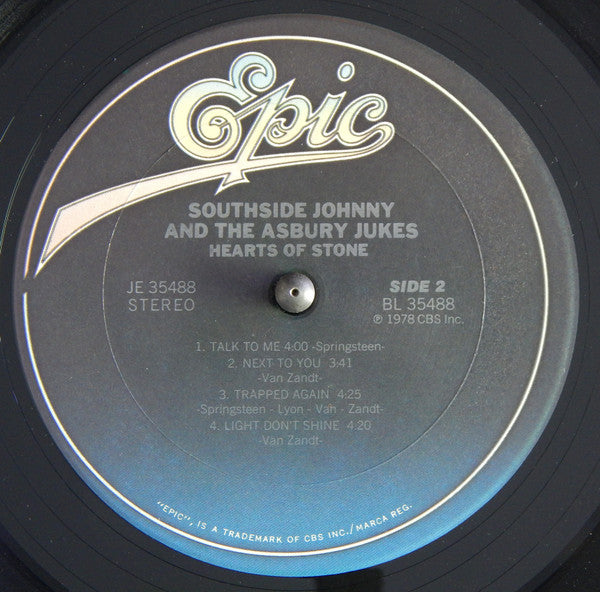 Epic
SOUTHSIDE JOHNNY
AND THE ASBURY JUKES
HEARTS OF STONE
JE 35488
STEREO
SIDE 2
BL 35488
℗ 1978 CBS Inc.
1. TALK TO ME 4:00 -Springsteen-
2. NEXT TO YOU 3:41
-Van Zandt-
3. TRAPPED AGAIN 4:25
-Springsteen - Lyon - Vah - Zandt-
4. LIGHT DON'T SHINE 4:20
-Van Zandt-
"EPIC", IS A TRADEMARK OF CBS INC./ MARCA REG.